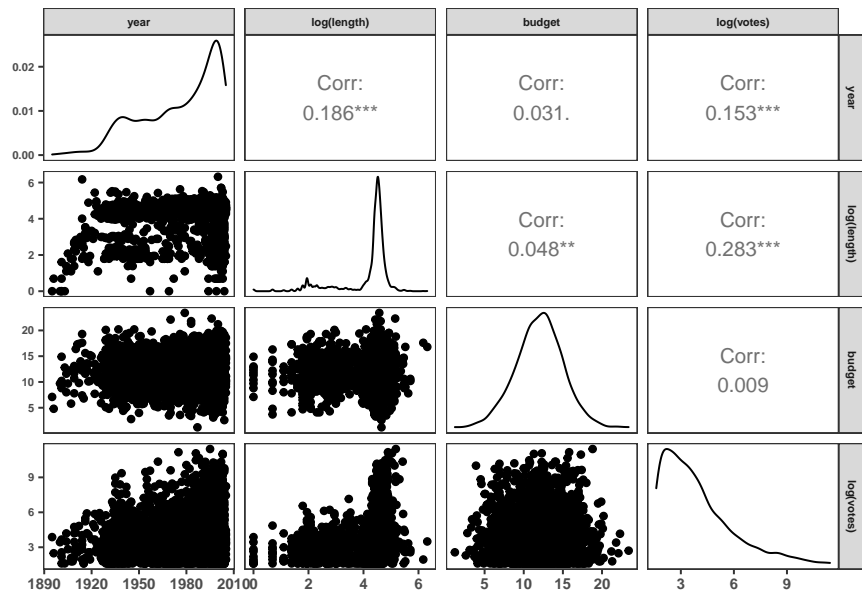 year
log(length)
budget
log(votes)
0.02
0.01
0.00
Corr:
0.186***
Corr:
0.031.
Corr:
0.153***
year
6
4
2
0
Corr:
0.048**
Corr:
0.283***
log(length)
20
15
10
5
Corr:
0.009
budget
9
6
3
log(votes)
1890 1920 1950 1980 2010
0 2 4 6
5 10 15 20
3 6 9